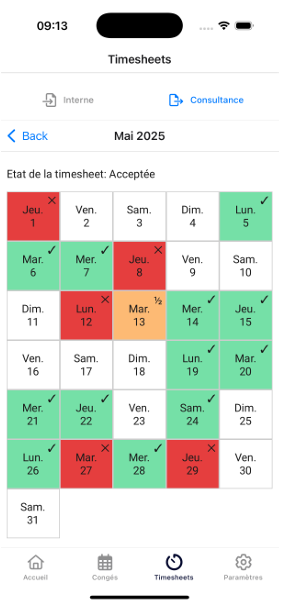 09:13
Timesheets
Interne Consultance
Back Mai 2025
Etat de la timesheet: Acceptée
Jeu. Ven. Sam. Dim. Lun.
1 2 3 4 5
Mar. Mer. Jeu. Ven. Sam.
6 7 8 9 10
Dim. Lun. Mar. ½ Mer. Jeu.
11 12 13 14 15
Ven. Sam. Dim. Lun. Mar.
16 17 18 19 20
Mer. Jeu. Ven. Sam. Dim.
21 22 23 24 25
Lun. Mar. Mer. Jeu. Ven.
26 27 28 29 30
Sam.
31
Accueil Congés Timesheets Paramètres